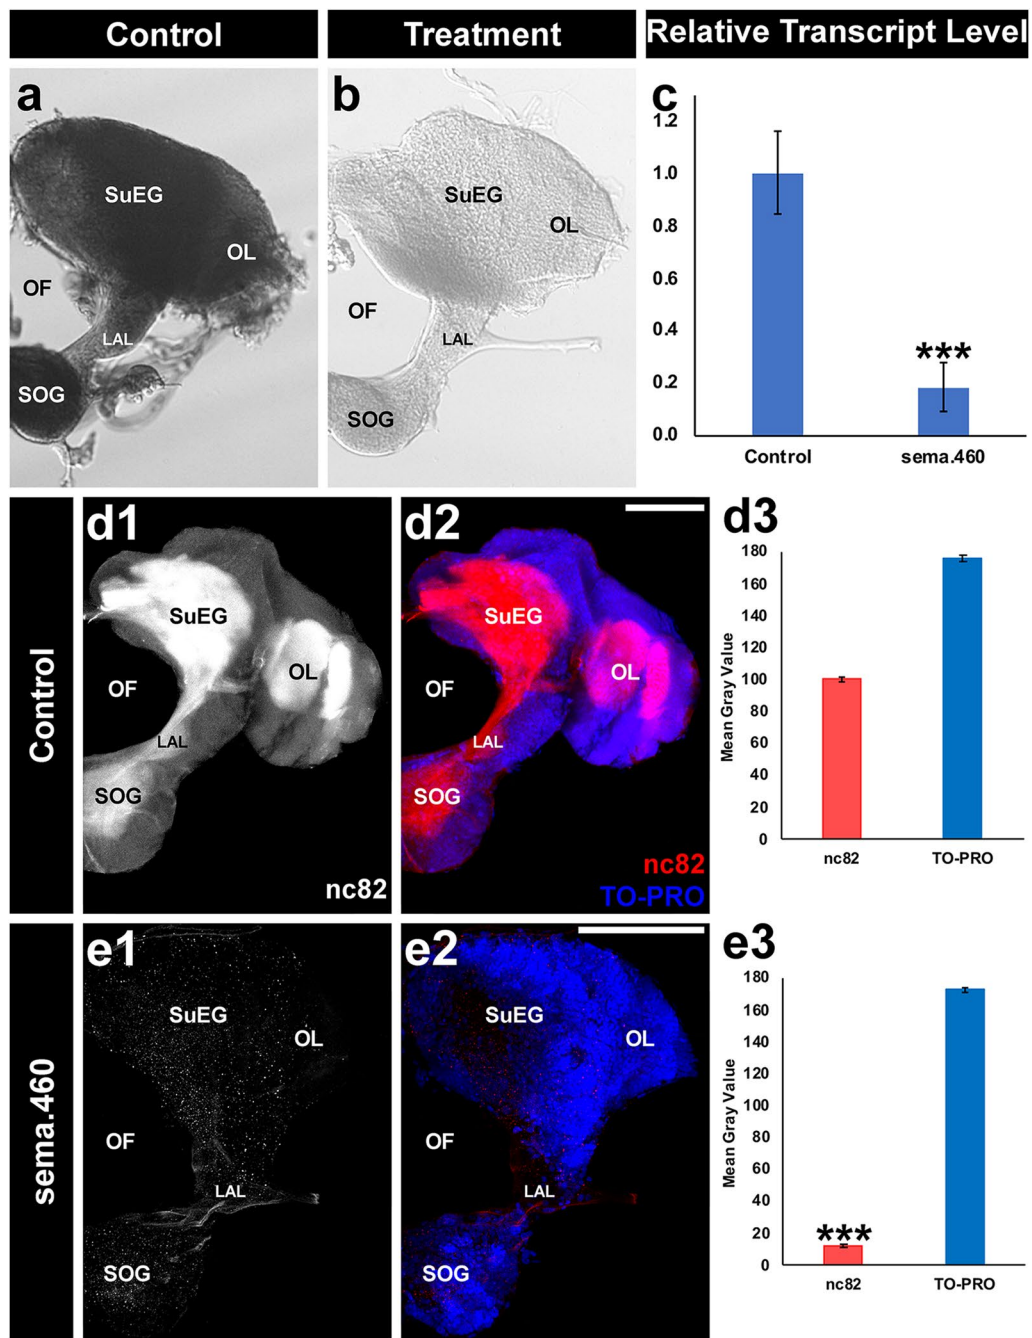 Control
Treatment
Relative Transcript Level
a
SuEG
OL
OF
LAL
SOG
b
SuEG
OL
OF
LAL
SOG
c
1.2
1.0
0.8
0.6
0.4
0.2
0.0
***
Control
sema.460
Control
d1
SuEG
OL
OF
LAL
SOG
nc82
d2
SuEG
OL
OF
LAL
SOG
nc82
TO-PRO
d3
Mean Gray Value
180
160
140
120
100
80
60
40
20
0
nc82
TO-PRO
sema.460
e1
SuEG
OL
OF
LAL
SOG
e2
SuEG
OL
OF
LAL
SOG
e3
Mean Gray Value
180
160
140
120
100
80
60
40
20
0
***
nc82
TO-PRO